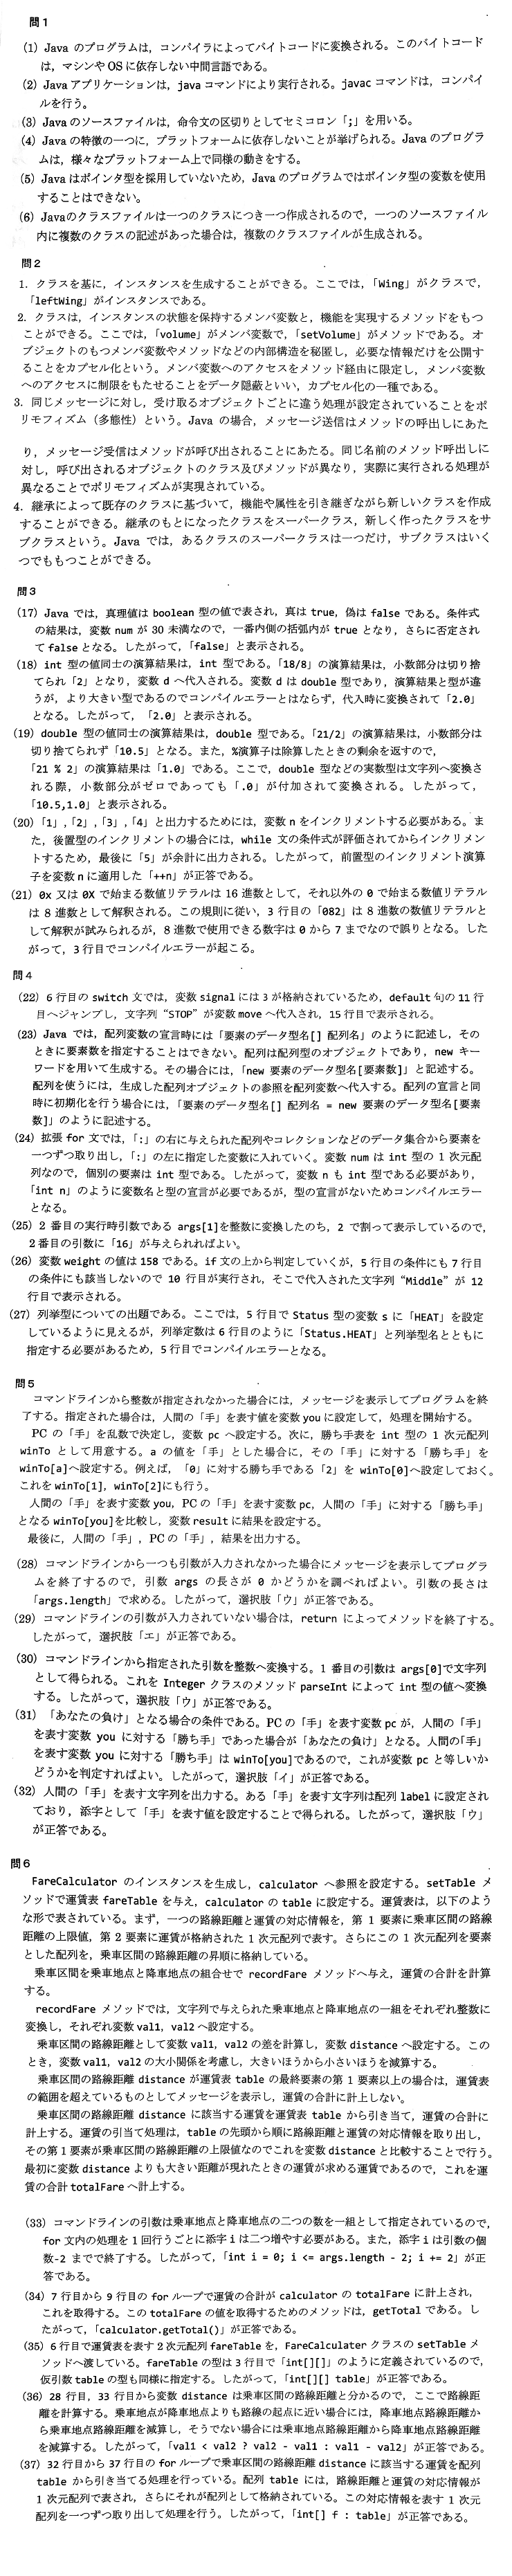 問1
(1) Java のプログラムは，コンパイラによってバイトコードに変換される。このバイトコード
は，マシンや OS に依存しない中間言語である。
(2) Java アプリケーションは，java コマンドにより実行される。javac コマンドは，コンパイ
ルを行う。
(3) Java のソースファイルは，命令文の区切りとしてセミコロン「;」を用いる。
(4) Java の特徴の一つに，プラットフォームに依存しないことが挙げられる。Java のプログラ
ムは，様々なプラットフォーム上で同様の動きをする。
(5) Java はポインタ型を採用していないため，Java のプログラムではポインタ型の変数を使用
することはできない。
(6) Javaのクラスファイルは一つのクラスにつき一つ作成されるので，一つのソースファイル
内に複数のクラスの記述があった場合は，複数のクラスファイルが生成される。
問2
1．クラスを基に，インスタンスを生成することができる。ここでは，「Wing」がクラスで，
「leftWing」がインスタンスである。
2．クラスは，インスタンスの状態を保持するメンバ変数と，機能を実現するメソッドをもつ
ことができる。ここでは，「volume」がメンバ変数で，「setVolume」がメソッドである。オ
ブジェクトのもつメンバ変数やメソッドなどの内部構造を秘匿し，必要な情報だけを公開す
ることをカプセル化という。メンバ変数へのアクセスをメソッド経由に限定し，メンバ変数
へのアクセスに制限をもたせることをデータ隠蔽といい，カプセル化の一種である。
3．同じメッセージに対し，受け取るオブジェクトごとに違う処理が設定されていることをポ
リモフィズム（多態性）という。Java の場合，メッセージ送信はメソッドの呼出しにあた
り，メッセージ受信はメソッドが呼び出されることにあたる。同じ名前のメソッド呼出しに
対し，呼び出されるオブジェクトのクラス及びメソッドが異なり，実際に実行される処理が
異なることでポリモフィズムが実現されている。
4．継承によって既存のクラスに基づいて，機能や属性を引き継ぎながら新しいクラスを作成
することができる。継承のもとになったクラスをスーパークラス，新しく作ったクラスをサ
ブクラスという。Java では，あるクラスのスーパークラスは一つだけ，サブクラスはいく
つでももつことができる。
問3
(17) Java では，真理値は boolean 型の値で表され，真は true，偽は false である。条件式
の結果は，変数 num が 30 未満なので，一番内側の括弧内が true となり，さらに否定され
て false となる。したがって，「false」と表示される。
(18) int 型の値同士の演算結果は，int 型である。「18/8」の演算結果は，小数部分は切り捨
てられ「2」となり，変数 d へ代入される。変数 d は double 型であり，演算結果と型が違
うが，より大きい型であるのでコンパイルエラーとはならず，代入時に変換されて「2.0」
となる。したがって，「2.0」と表示される。
(19) double 型の値同士の演算結果は，double 型である。「21/2」の演算結果は，小数部分は
切り捨てられず「10.5」となる。また，%演算子は除算したときの剰余を返すので，
「21 % 2」の演算結果は「1.0」である。ここで，double 型などの実数型は文字列へ変換さ
れる際，小数部分がゼロであっても「.0」が付加されて変換される。したがって，
「10.5,1.0」と表示される。
(20)「1」,「2」,「3」,「4」と出力するためには，変数 n をインクリメントする必要がある。ま
た，後置型のインクリメントの場合には，while 文の条件式が評価されてからインクリメン
トするため，最後に「5」が余計に出力される。したがって，前置型のインクリメント演算
子を変数 n に適用した「++n」が正答である。
(21) 0x 又は 0X で始まる数値リテラルは 16 進数として，それ以外の 0 で始まる数値リテラル
は 8 進数として解釈される。この規則に従い，3 行目の「082」は 8 進数の数値リテラルと
して解釈が試みられるが，8 進数で使用できる数字は 0 から 7 までなので誤りとなる。した
がって，3 行目でコンパイルエラーが起こる。
問4
(22) 6 行目の switch 文では，変数 signal には 3 が格納されているため，default 句の 11 行
目へジャンプし，文字列 “STOP” が変数 move へ代入され，15 行目で表示される。
(23) Java では，配列変数の宣言時には「要素のデータ型名[] 配列名」のように記述し，その
ときに要素数を指定することはできない。配列は配列型のオブジェクトであり，new キー
ワードを用いて生成する。その場合には，「new 要素のデータ型名[要素数]」と記述する。
配列を使うには，生成した配列オブジェクトの参照を配列変数へ代入する。配列の宣言と同
時に初期化を行う場合には，「要素のデータ型名[] 配列名 = new 要素のデータ型名[要素
数]」のように記述する。
(24) 拡張 for 文では，「:」の右に与えられた配列やコレクションなどのデータ集合から要素を
一つずつ取り出し，「:」の左に指定した変数に入れていく。変数 num は int 型の 1 次元配
列なので，個別の要素は int 型である。したがって，変数 n も int 型である必要があり，
「int n」のように変数名と型の宣言が必要であるが，型の宣言がないためコンパイルエラー
となる。
(25) 2 番目の実行時引数である args[1]を整数に変換したのち，2 で割って表示しているので，
2 番目の引数に「16」が与えられればよい。
(26) 変数 weight の値は 158 である。if 文の上から判定していくが，5 行目の条件にも 7 行目
の条件にも該当しないので 10 行目が実行され，そこで代入された文字列 “Middle” が 12
行目で表示される。
(27) 列挙型についての出題である。ここでは，5 行目で Status 型の変数 s に「HEAT」を設定
しているように見えるが，列挙定数は 6 行目のように「Status.HEAT」と列挙型名とともに
指定する必要があるため，5 行目でコンパイルエラーとなる。
問5
コマンドラインから整数が指定されなかった場合には，メッセージを表示してプログラムを終
了する。指定された場合は，人間の「手」を表す値を変数 you に設定して，処理を開始する。
PC の「手」を乱数で決定し，変数 pc へ設定する。次に，勝ち手表を int 型の 1 次元配列
winTo として用意する。a の値を「手」とした場合に，その「手」に対する「勝ち手」を
winTo[a]へ設定する。例えば，「0」に対する勝ち手である「2」を winTo[0]へ設定しておく。
これを winTo[1]，winTo[2]にも行う。
人間の「手」を表す変数 you，PC の「手」を表す変数 pc，人間の「手」に対する「勝ち手」
となる winTo[you]を比較し，変数 result に結果を設定する。
最後に，人間の「手」，PC の「手」，結果を出力する。
(28) コマンドラインから一つも引数が入力されなかった場合にメッセージを表示してプログラ
ムを終了するので，引数 args の長さが 0 かどうかを調べればよい。引数の長さは
「args.length」で求める。したがって，選択肢「ウ」が正答である。
(29) コマンドラインの引数が入力されていない場合は，return によってメソッドを終了する。
したがって，選択肢「エ」が正答である。
(30) コマンドラインから指定された引数を整数へ変換する。1 番目の引数は args[0]で文字列
として得られる。これを Integer クラスのメソッド parseInt によって int 型の値へ変換
する。したがって，選択肢「ウ」が正答である。
(31) 「あなたの負け」となる場合の条件である。PC の「手」を表す変数 pc が，人間の「手」
を表す変数 you に対する「勝ち手」であった場合が「あなたの負け」となる。人間の「手」
を表す変数 you に対する「勝ち手」は winTo[you]であるので，これが変数 pc と等しいか
どうかを判定すればよい。したがって，選択肢「イ」が正答である。
(32) 人間の「手」を表す文字列を出力する。ある「手」を表す文字列は配列 label に設定され
ており，添字として「手」を表す値を設定することで得られる。したがって，選択肢「ウ」
が正答である。
問6
FareCalculator のインスタンスを生成し，calculator へ参照を設定する。setTable メ
ソッドで運賃表 fareTable を与え，calculator の table に設定する。運賃表は，以下のよう
な形で表されている。まず，一つの路線距離と運賃の対応情報を，第 1 要素に乗車区間の路線
距離の上限値，第 2 要素に運賃が格納された 1 次元配列で表す。さらにこの 1 次元配列を要素
とした配列を，乗車区間の路線距離の昇順に格納している。
乗車区間を乗車地点と降車地点の組合せで recordFare メソッドへ与え，運賃の合計を計算
する。
recordFare メソッドでは，文字列で与えられた乗車地点と降車地点の一組をそれぞれ整数に
変換し，それぞれ変数 val1，val2 へ設定する。
乗車区間の路線距離として変数 val1，val2 の差を計算し，変数 distance へ設定する。この
とき，変数 val1，val2 の大小関係を考慮し，大きいほうから小さいほうを減算する。
乗車区間の路線距離 distance が運賃表 table の最終要素の第 1 要素以上の場合は，運賃表
の範囲を超えているものとしてメッセージを表示し，運賃の合計に計上しない。
乗車区間の路線距離 distance に該当する運賃を運賃表 table から引き当て，運賃の合計に
計上する。運賃の引当て処理は，table の先頭から順に路線距離と運賃の対応情報を取り出し，
その第 1 要素が乗車区間の路線距離の上限値なのでこれを変数 distance と比較することで行う。
最初に変数 distance よりも大きい距離が現れたときの運賃が求める運賃であるので，これを運
賃の合計 totalFare へ計上する。
(33) コマンドラインの引数は乗車地点と降車地点の二つの数を一組として指定されているので，
for 文内の処理を 1 回行うごとに添字 i は二つ増やす必要がある。また，添字 i は引数の個
数-2 までで終了する。したがって，「int i = 0; i <= args.length - 2; i += 2」が正
答である。
(34) 7 行目から 9 行目の for ループで運賃の合計が calculator の totalFare に計上され，
これを取得する。この totalFare の値を取得するためのメソッドは，getTotal である。し
たがって，「calculator.getTotal()」が正答である。
(35) 6 行目で運賃表を表す 2 次元配列 fareTable を，FareCalculater クラスの setTable メ
ソッドへ渡している。fareTable の型は 3 行目で「int[][]」のように定義されているので，
仮引数 table の型も同様に指定する。したがって，「int[][] table」が正答である。
(36) 28 行目，33 行目から変数 distance は乗車区間の路線距離と分かるので，ここで路線距
離を計算する。乗車地点が降車地点よりも路線の起点に近い場合には，降車地点路線距離か
ら乗車地点路線距離を減算し，そうでない場合には乗車地点路線距離から降車地点路線距離
を減算する。したがって，「val1 < val2 ? val2 - val1 : val1 - val2」が正答である。
(37) 32 行目から 37 行目の for ループで乗車区間の路線距離 distance に該当する運賃を配列
table から引き当てる処理を行っている。配列 table には，路線距離と運賃の対応情報が
1 次元配列で表され，さらにそれが配列として格納されている。この対応情報を表す 1 次元
配列を一つずつ取り出して処理を行う。したがって，「int[] f : table」が正答である。